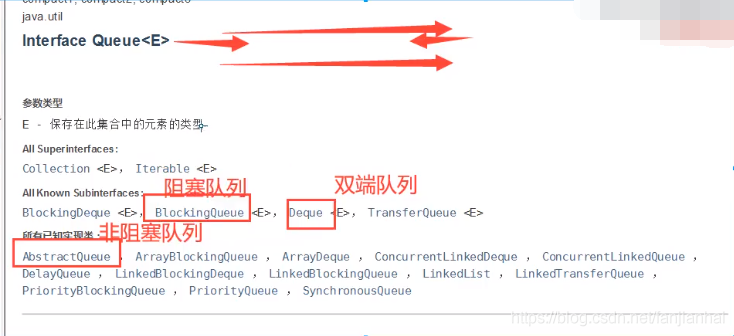 compact1, compact2, compact3
java.util
Interface Queue<E>
参数类型
E - 保存在此集合中的元素的类型
All Superinterfaces:
Collection <E>， Iterable <E>
阻塞队列
双端队列
All Known Subinterfaces:
BlockingDeque <E>， BlockingQueue <E>， Deque <E>， TransferQueue <E>
所有已知实现类：
非阻塞队列
AbstractQueue ， ArrayBlockingQueue ， ArrayDeque ， ConcurrentLinkedDeque ， ConcurrentLinkedQueue ，
DelayQueue ， LinkedBlockingDeque ， LinkedBlockingQueue ， LinkedList ， LinkedTransferQueue ，
PriorityBlockingQueue ， PriorityQueue ， SynchronousQueue
https://blog.csdn.net/fanjianhai